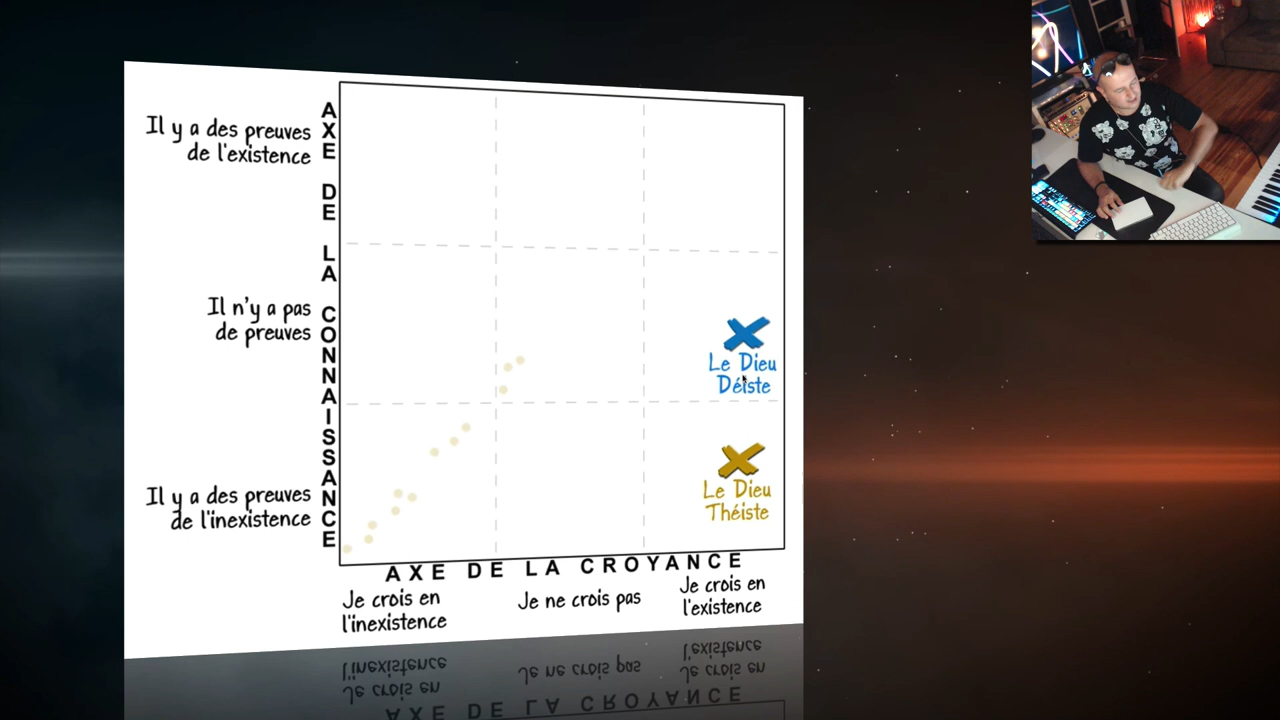 Il y a des preuves
de l'existence
Il n'y a pas
de preuves
Il y a des preuves
de l'inexistence
AXE DE LA CONNAISSANCE
Le Dieu
Déiste
Le Dieu
Théiste
AXE DE LA CROYANCE
Je crois en
l'inexistence
Je ne crois pas
Je crois en
l'existence